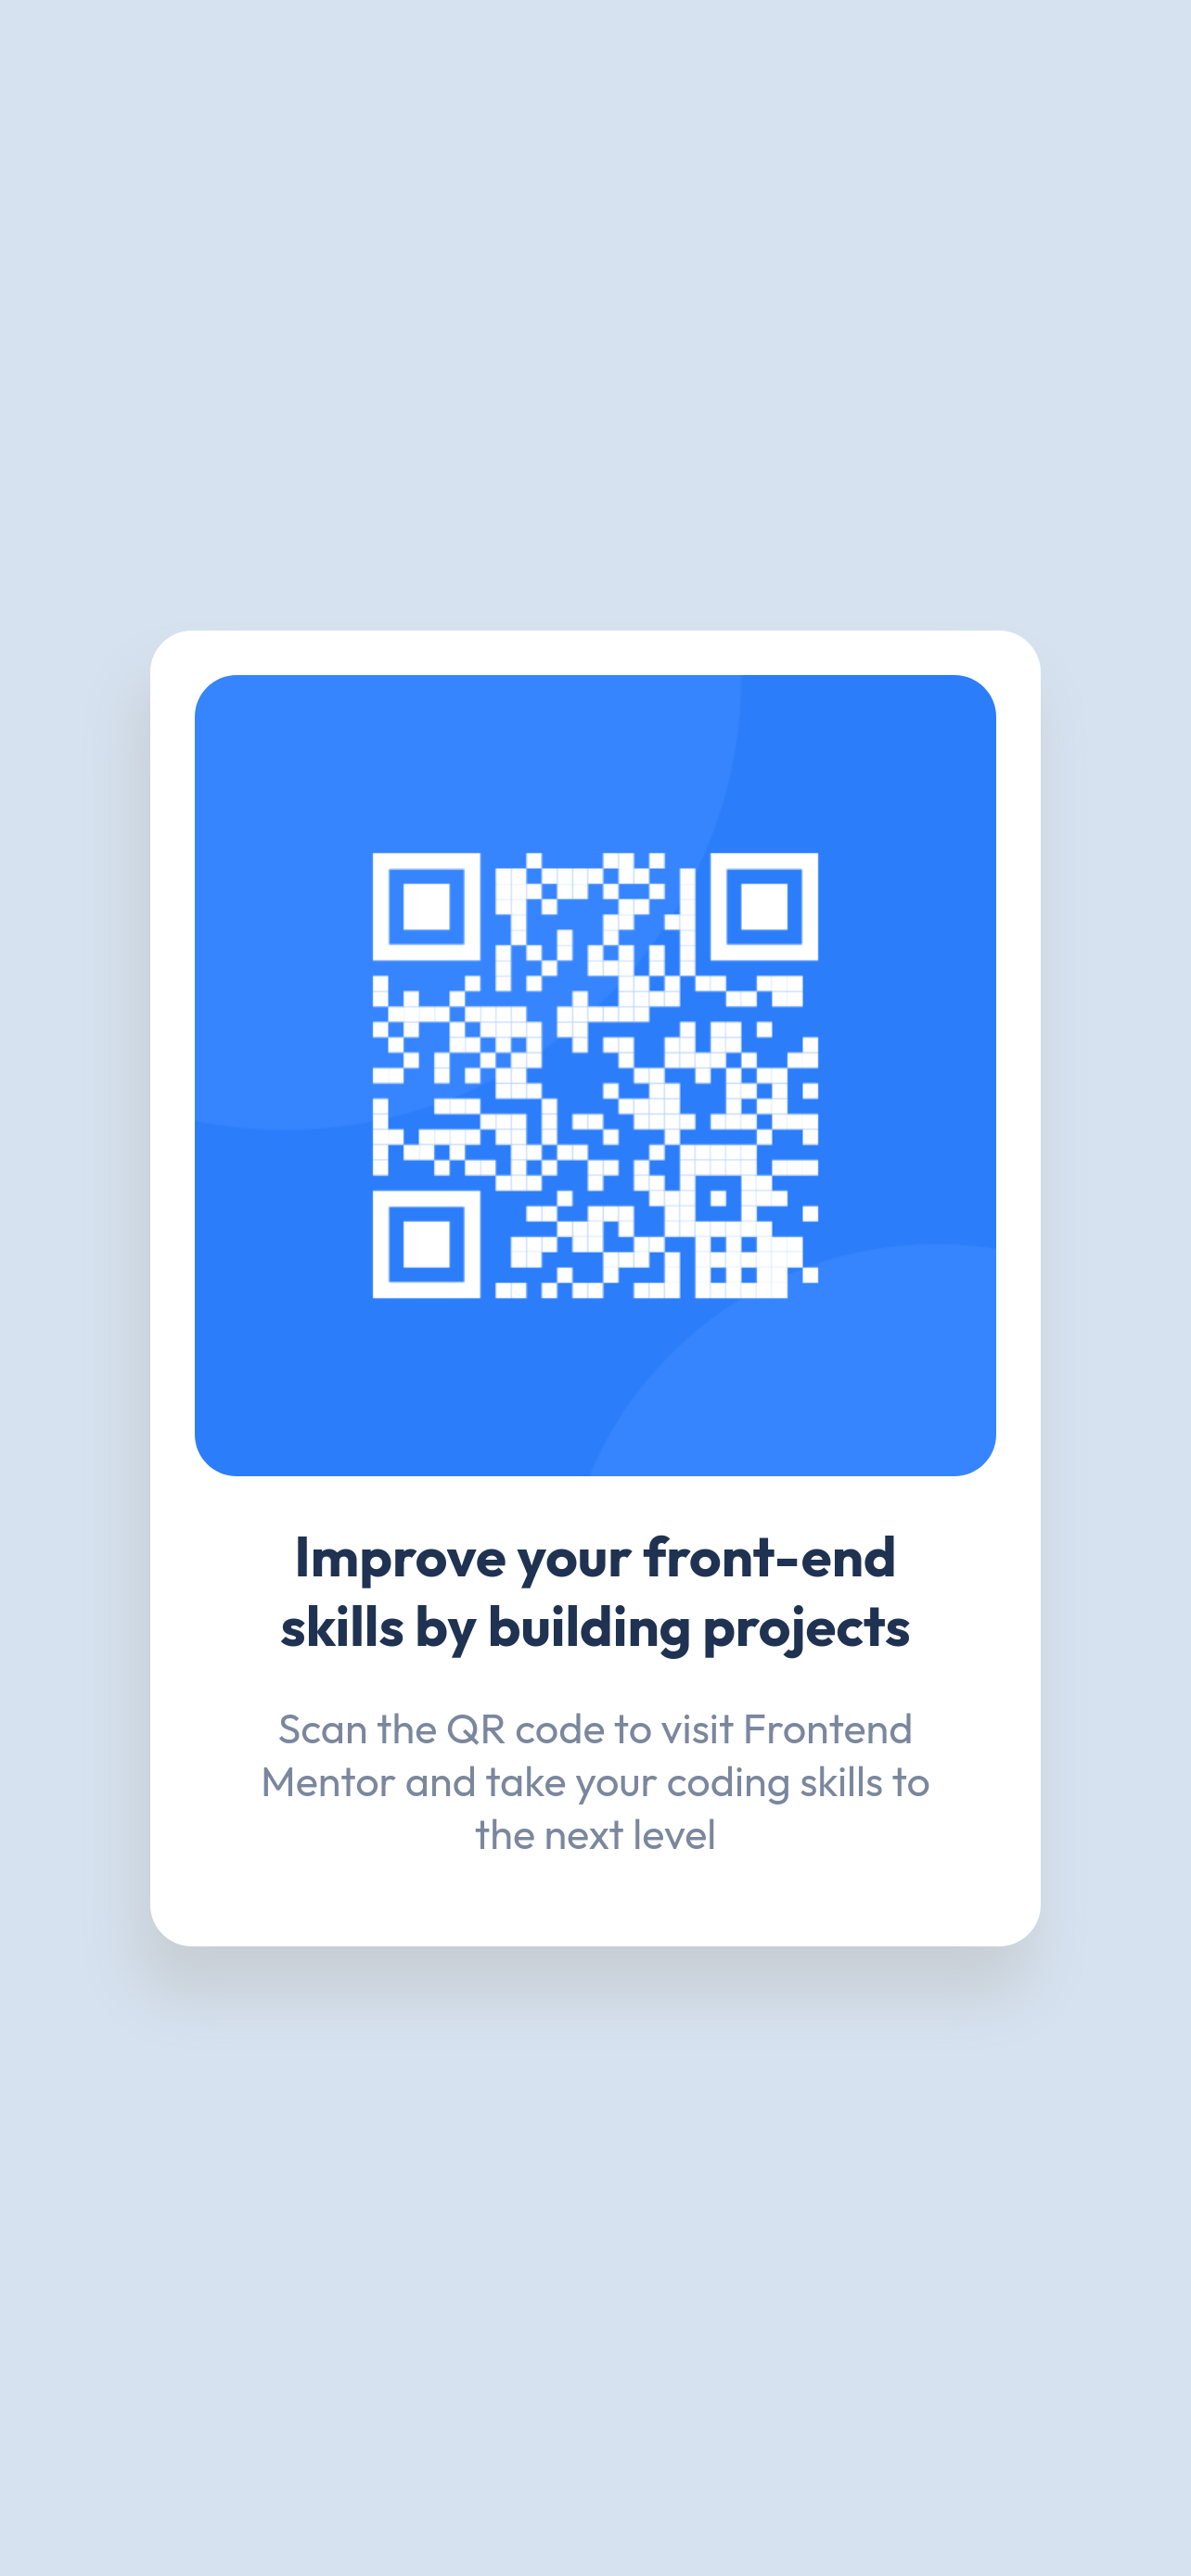 Improve your front-end
skills by building projects
Scan the QR code to visit Frontend
Mentor and take your coding skills to
the next level